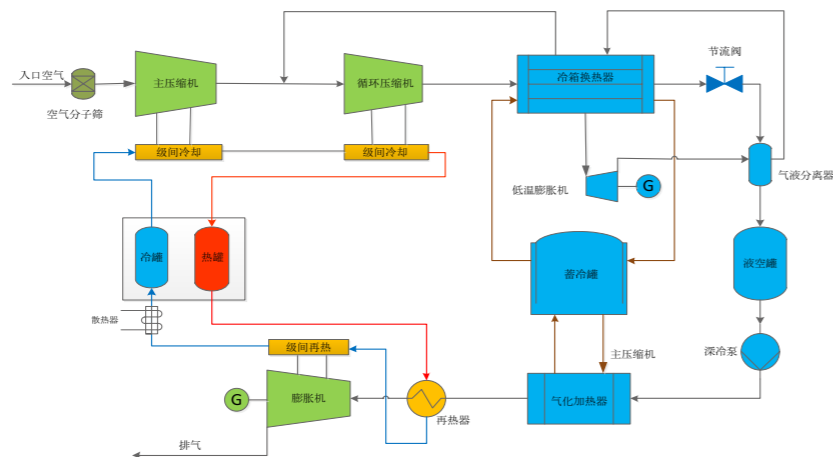 节流阀
入口空气
主压缩机
循环压缩机
冷箱换热器
空气分子筛
级间冷却
级间冷却
低温膨胀机
G
气液分离器
冷罐
热罐
蓄冷罐
液空罐
散热器
级间再热
主压缩机
深冷泵
G
膨胀机
再热器
气化加热器
排气